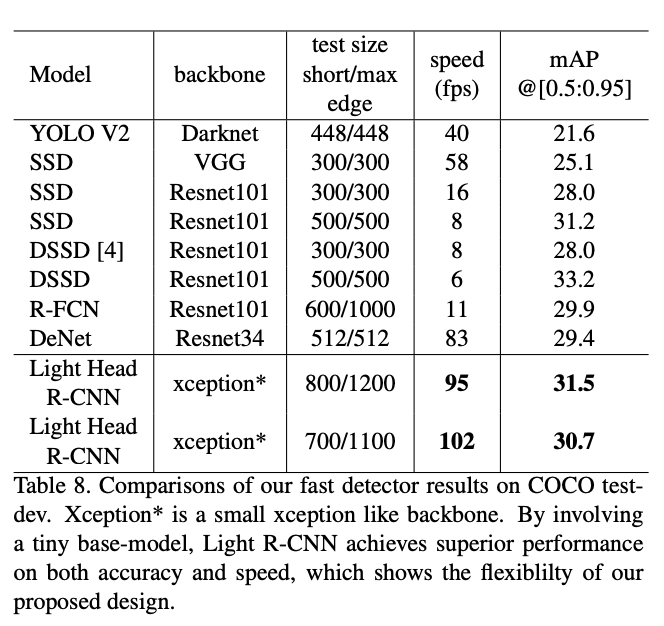 Model backbone test size short/max edge speed (fps) mAP @[0.5:0.95]
YOLO V2 Darknet 448/448 40 21.6
SSD VGG 300/300 58 25.1
SSD Resnet101 300/300 16 28.0
SSD Resnet101 500/500 8 31.2
DSSD [4] Resnet101 300/300 8 28.0
DSSD Resnet101 500/500 6 33.2
R-FCN Resnet101 600/1000 11 29.9
DeNet Resnet34 512/512 83 29.4
Light Head R-CNN xception* 800/1200 95 31.5
Light Head R-CNN xception* 700/1100 102 30.7
Table 8. Comparisons of our fast detector results on COCO test-
dev. Xception* is a small xception like backbone. By involving
a tiny base-model, Light R-CNN achieves superior performance
on both accuracy and speed, which shows the flexiblilty of our
proposed design.